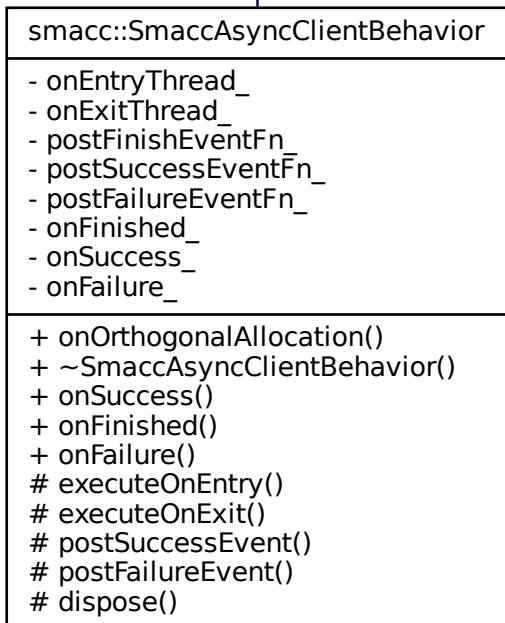 smacc::SmaccAsyncClientBehavior
- onEntryThread_
- onExitThread_
- postFinishEventFn_
- postSuccessEventFn_
- postFailureEventFn_
- onFinished_
- onSuccess_
- onFailure_
+ onOrthogonalAllocation()
+ ~SmaccAsyncClientBehavior()
+ onSuccess()
+ onFinished()
+ onFailure()
# executeOnEntry()
# executeOnExit()
# postSuccessEvent()
# postFailureEvent()
# dispose()